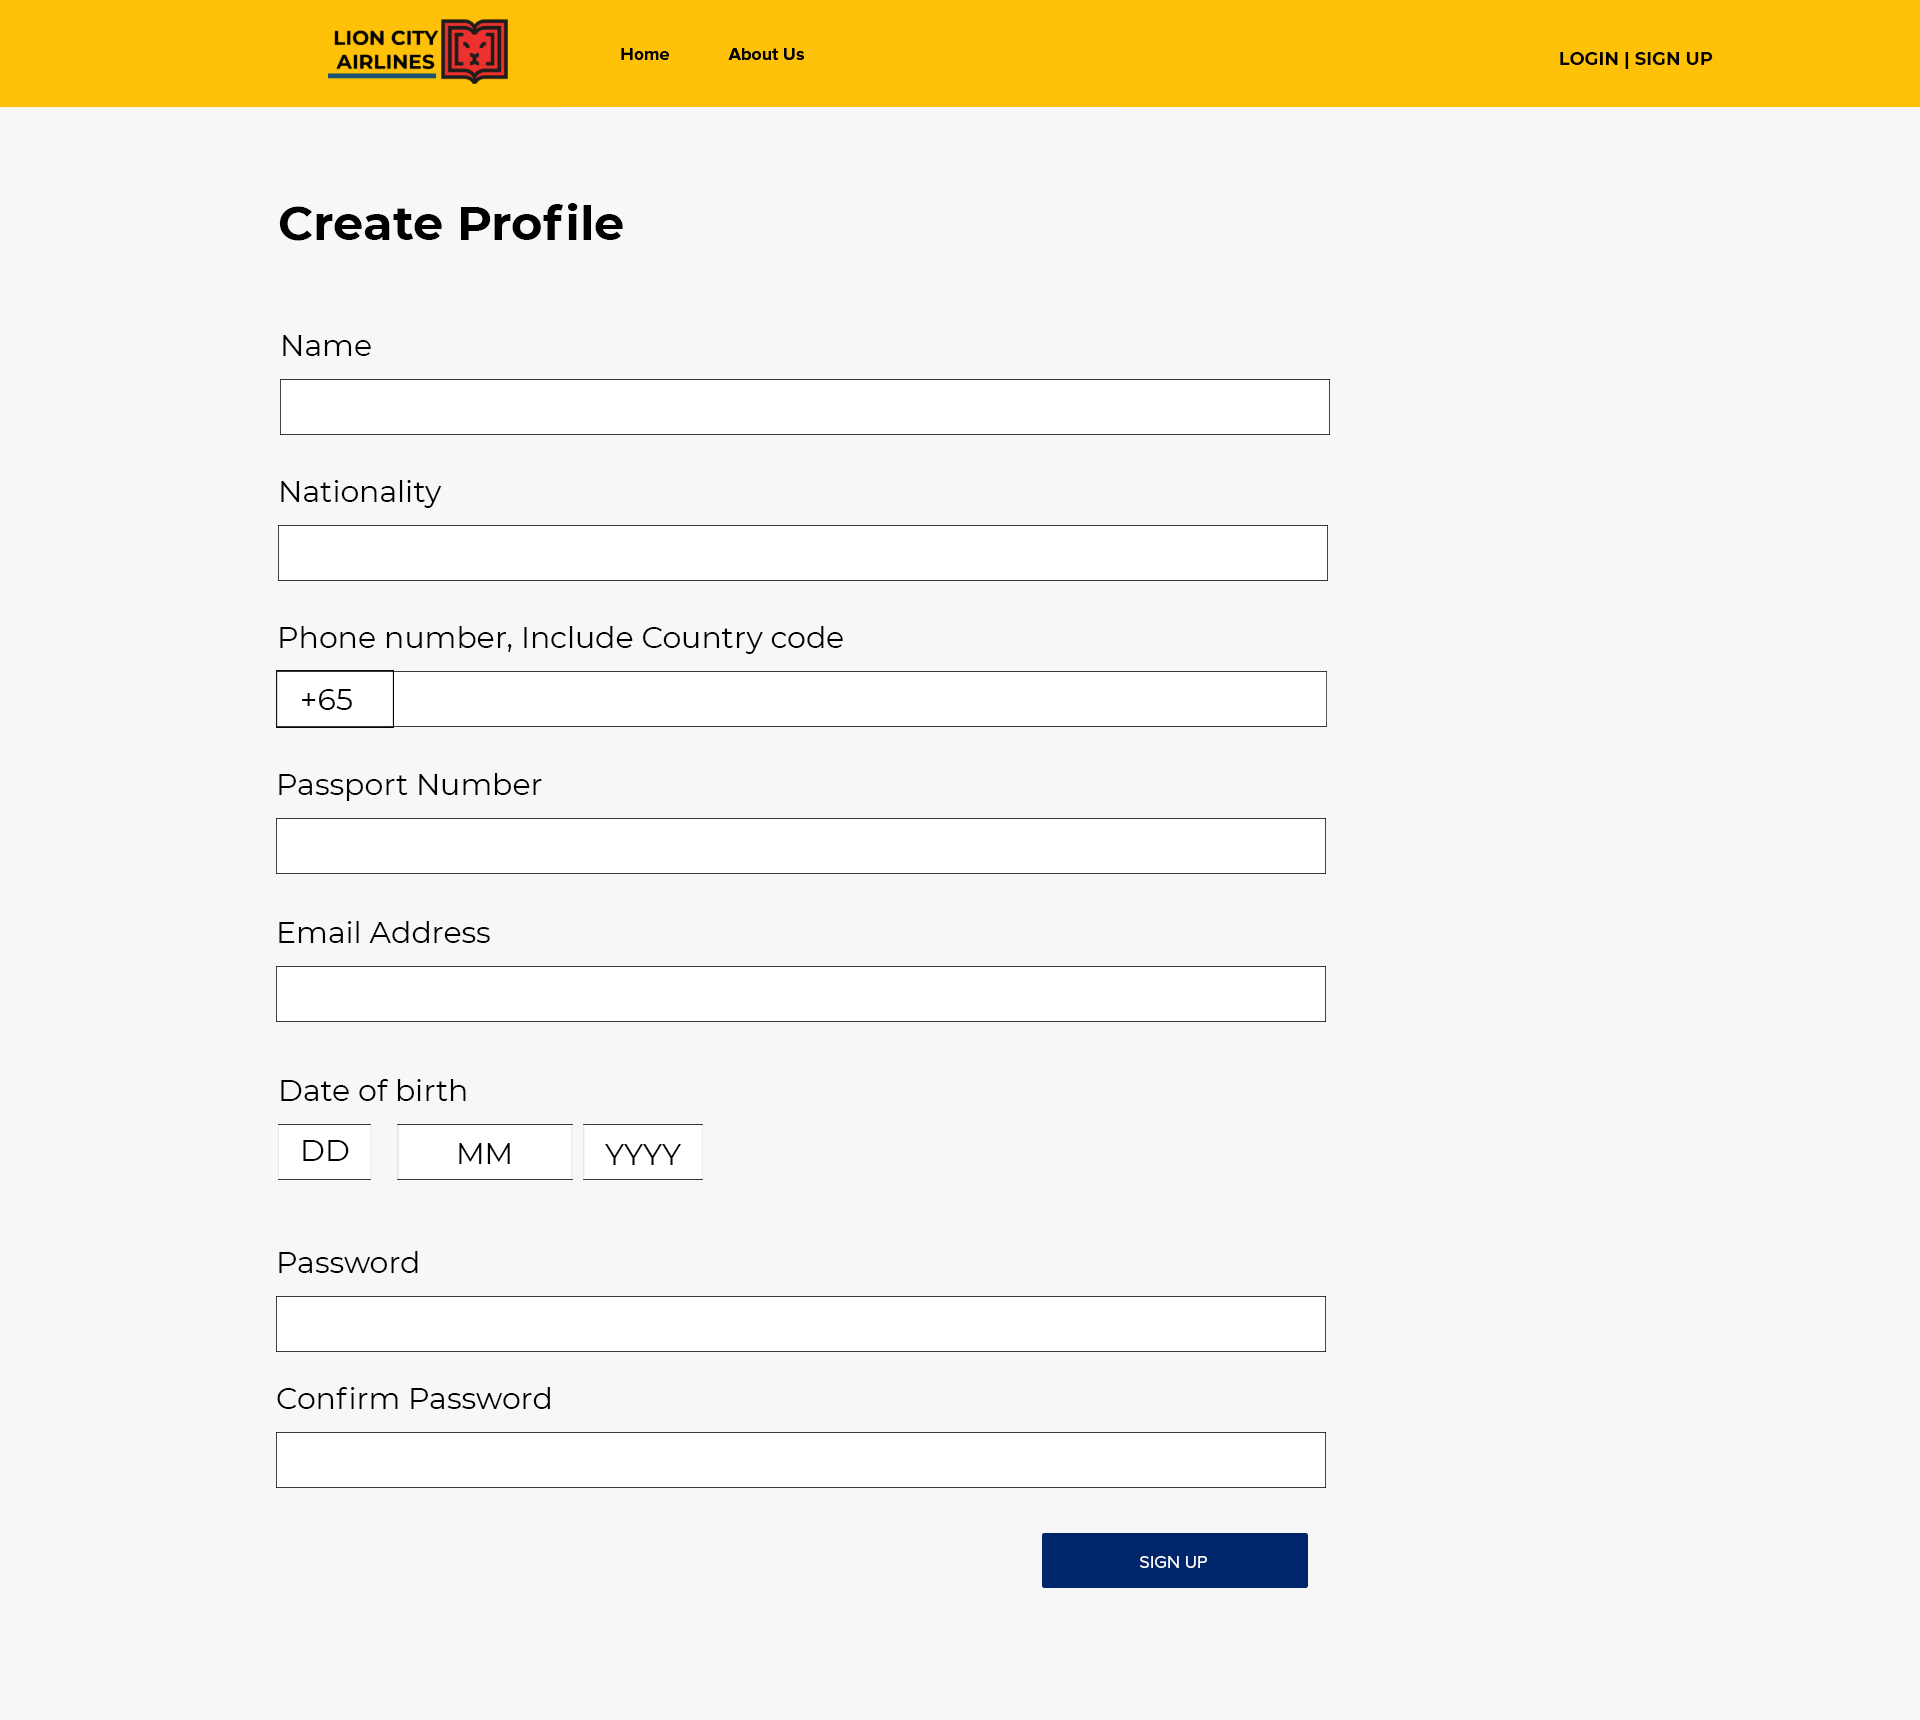 LION CITY
AIRLINES
Home
About Us
LOGIN | SIGN UP
Create Profile
Name
Nationality
Phone number, Include Country code
+65
Passport Number
Email Address
Date of birth
DD
MM
YYYY
Password
Confirm Password
SIGN UP